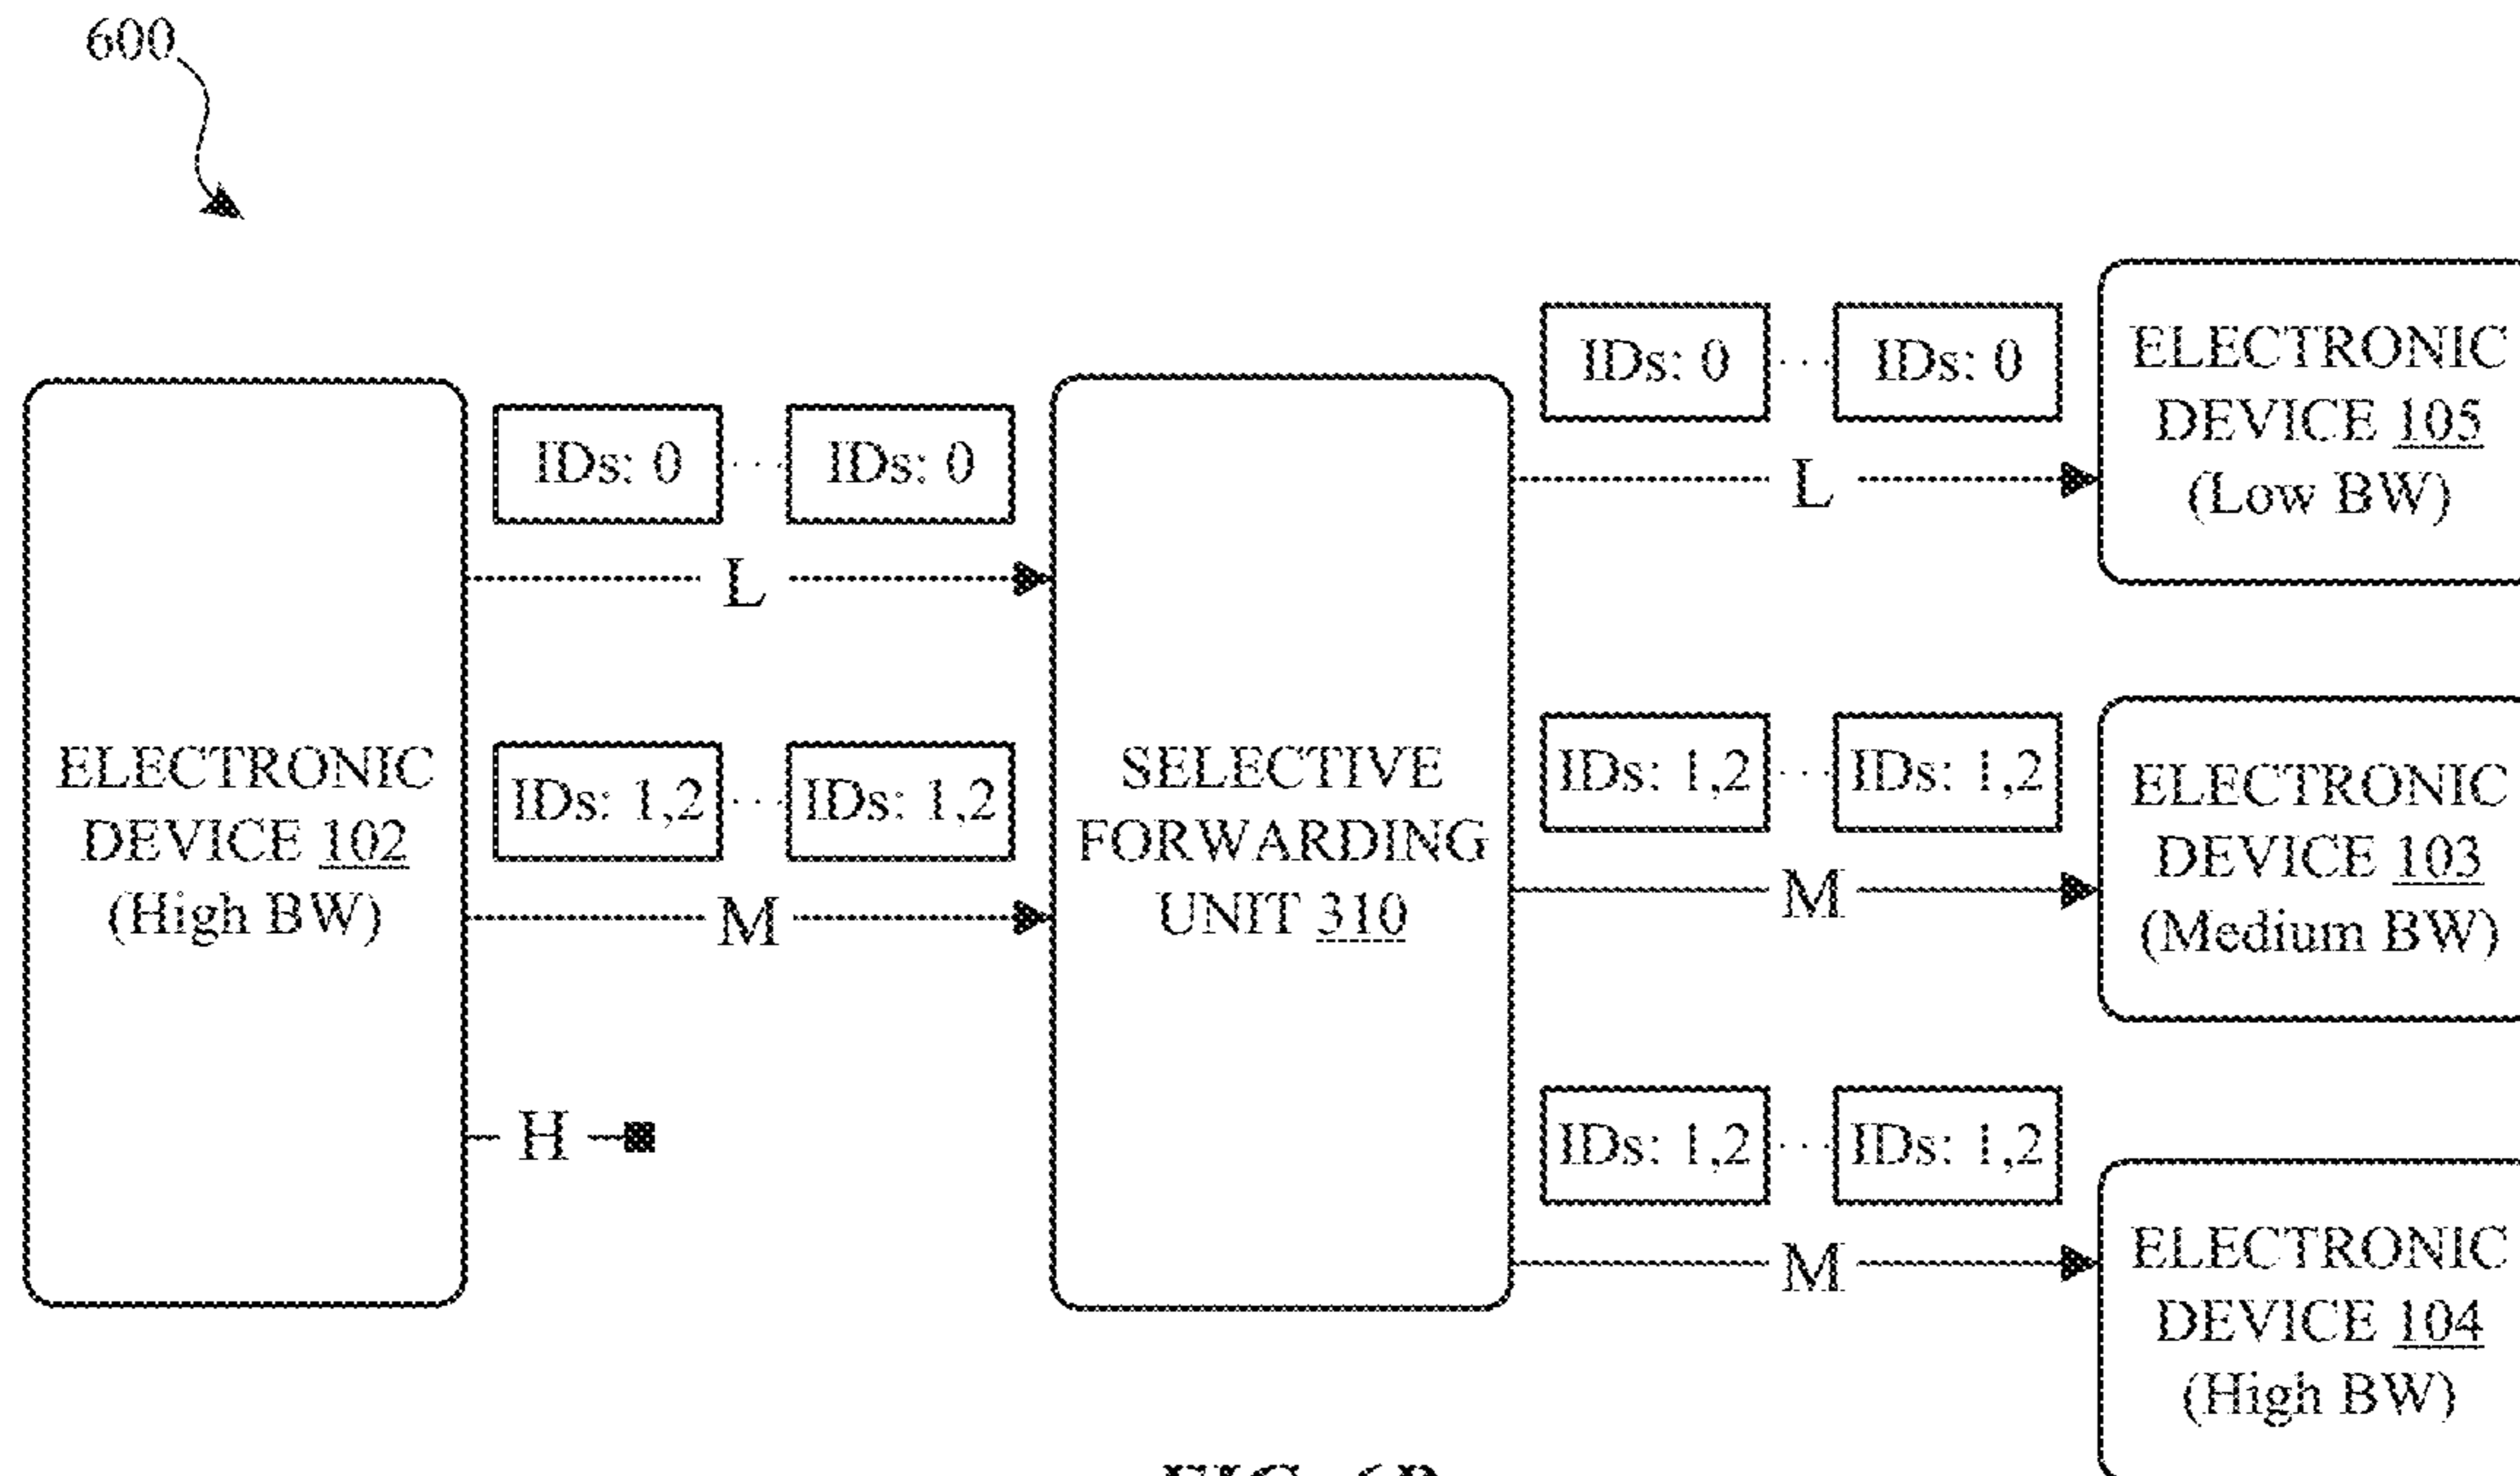 600
ELECTRONIC
DEVICE 102
(High BW)
IDs: 0 ... IDs: 0
L
IDs: 1,2 ... IDs: 1,2
M
H
SELECTIVE
FORWARDING
UNIT 310
IDs: 0 ... IDs: 0
L
ELECTRONIC
DEVICE 105
(Low BW)
IDs: 1,2 ... IDs: 1,2
M
ELECTRONIC
DEVICE 103
(Medium BW)
IDs: 1,2 ... IDs: 1,2
M
ELECTRONIC
DEVICE 104
(High BW)